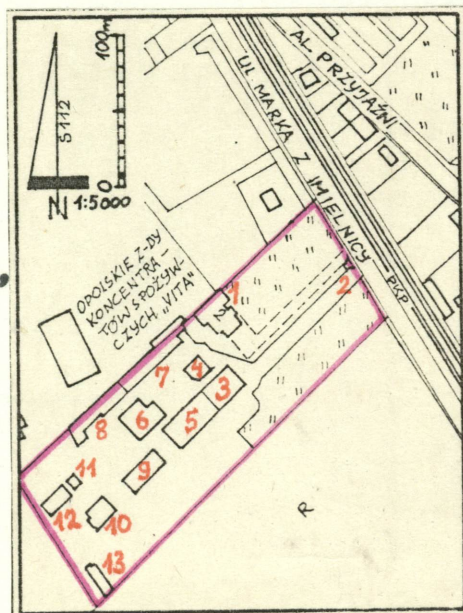 100m
0
S 112
N 1:5000
AL. PRZYJAŹNI
UL. MARKA Z IMIELNICY
PKP
OPOLSKIE Z-DY
KONCENTRA-
TÓW SPOŻYW-
CZYCH „VITA”
1
2
2
3
4
5
6
7
8
9
10
11
12
13
R